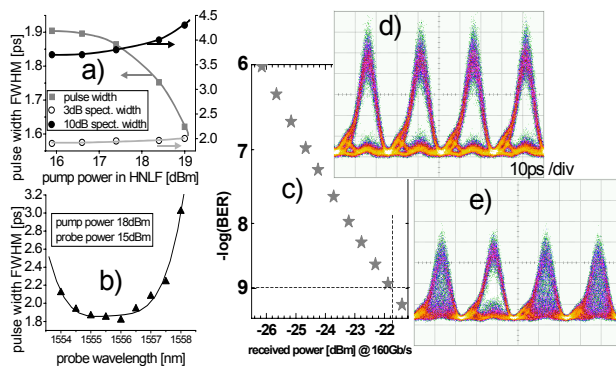 a)
pulse width FWHM [ps]
1.9
1.8
1.7
1.6
4.5
4.0
3.5
3.0
2.5
2.0
pulse width
3dB spect. width
10dB spect. width
16 17 18 19
pump power in HNLF [dBm]
b)
pulse width FWHM [ps]
3.2
3.0
2.8
2.6
2.4
2.2
2.0
1.8
1.6
pump power 18dBm
probe power 15dBm
1554 1555 1556 1557 1558
probe wavelength [nm]
c)
-log(BER)
6
7
8
9
-26 -25 -24 -23 -22
received power [dBm] @ 160Gb/s
d)
10ps /div
e)